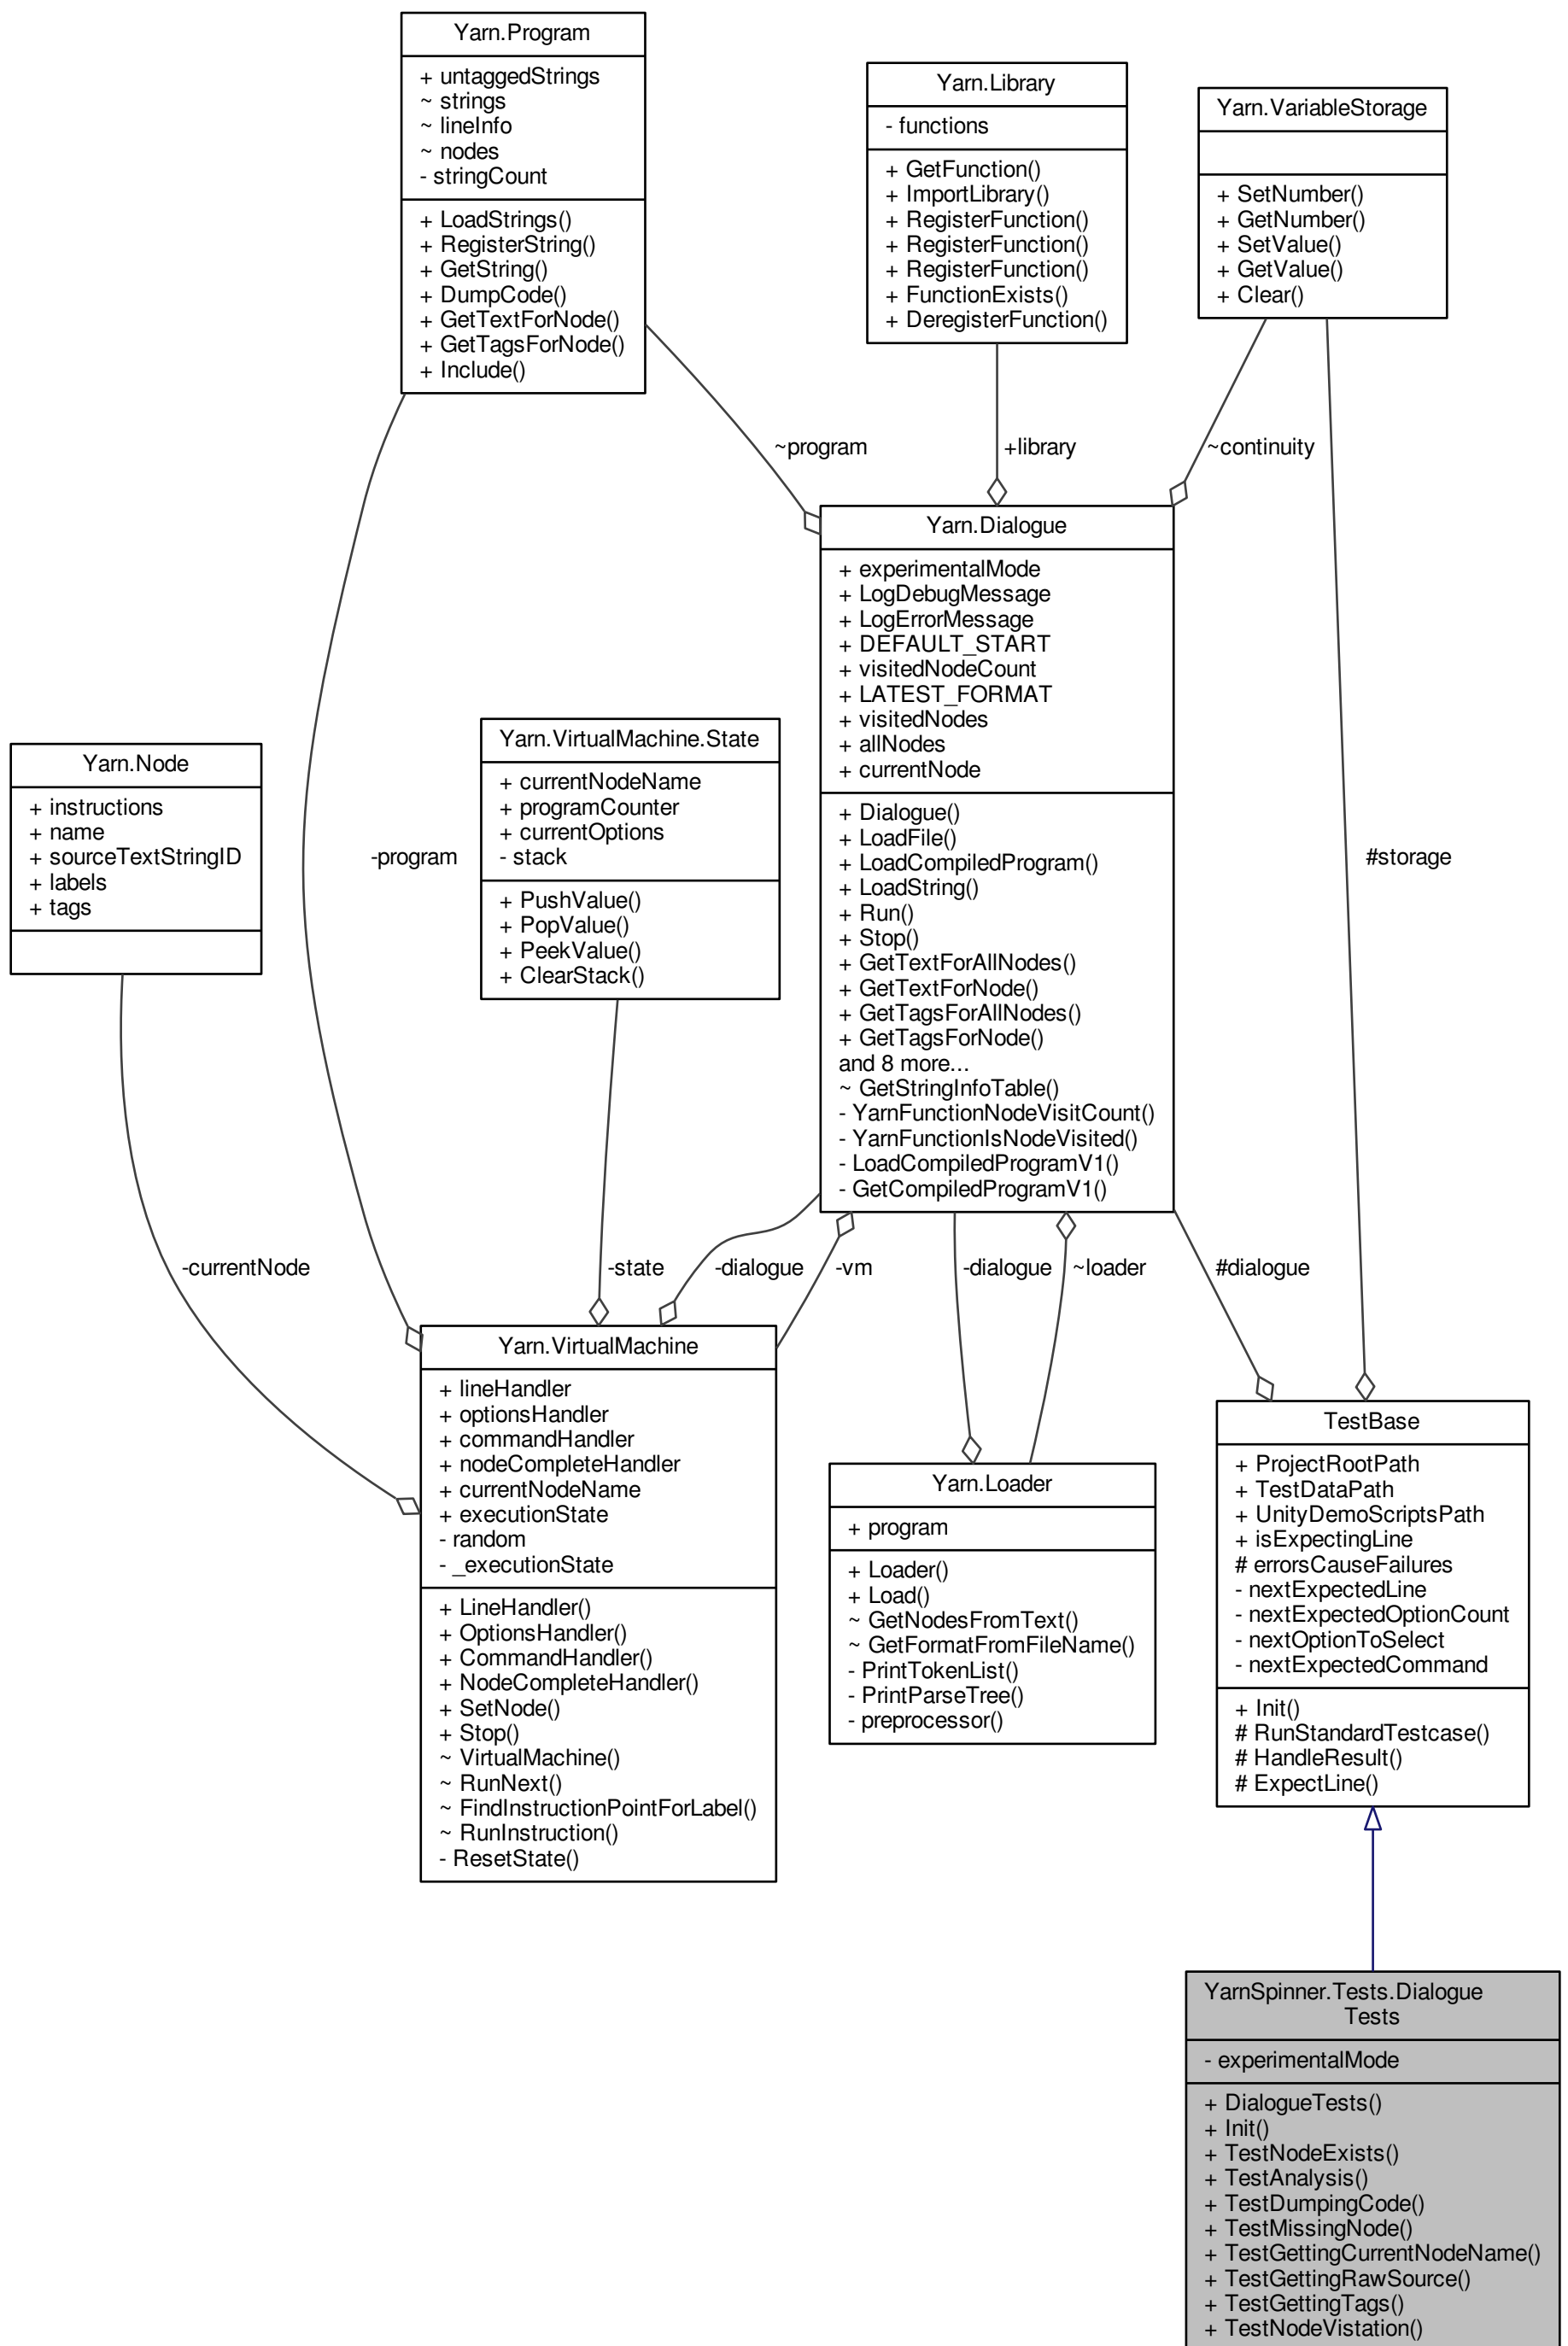 Yarn.Program
+ untaggedStrings
~ strings
~ lineInfo
~ nodes
- stringCount
+ LoadStrings()
+ RegisterString()
+ GetString()
+ DumpCode()
+ GetTextForNode()
+ GetTagsForNode()
+ Include()
Yarn.Library
- functions
+ GetFunction()
+ ImportLibrary()
+ RegisterFunction()
+ RegisterFunction()
+ RegisterFunction()
+ FunctionExists()
+ DeregisterFunction()
Yarn.VariableStorage
+ SetNumber()
+ GetNumber()
+ SetValue()
+ GetValue()
+ Clear()
~program
+library
~continuity
Yarn.Dialogue
+ experimentalMode
+ LogDebugMessage
+ LogErrorMessage
+ DEFAULT_START
+ visitedNodeCount
+ LATEST_FORMAT
+ visitedNodes
+ allNodes
+ currentNode
+ Dialogue()
+ LoadFile()
+ LoadCompiledProgram()
+ LoadString()
+ Run()
+ Stop()
+ GetTextForAllNodes()
+ GetTextForNode()
+ GetTagsForAllNodes()
+ GetTagsForNode()
and 8 more...
~ GetStringInfoTable()
- YarnFunctionNodeVisitCount()
- YarnFunctionIsNodeVisited()
- LoadCompiledProgramV1()
- GetCompiledProgramV1()
Yarn.Node
+ instructions
+ name
+ sourceTextStringID
+ labels
+ tags
-program
Yarn.VirtualMachine.State
+ currentNodeName
+ programCounter
+ currentOptions
- stack
+ PushValue()
+ PopValue()
+ PeekValue()
+ ClearStack()
#storage
-currentNode
-state
-dialogue
-vm
-dialogue
~loader
#dialogue
Yarn.VirtualMachine
+ lineHandler
+ optionsHandler
+ commandHandler
+ nodeCompleteHandler
+ currentNodeName
+ executionState
- random
- _executionState
+ LineHandler()
+ OptionsHandler()
+ CommandHandler()
+ NodeCompleteHandler()
+ SetNode()
+ Stop()
~ VirtualMachine()
~ RunNext()
~ FindInstructionPointForLabel()
~ RunInstruction()
- ResetState()
Yarn.Loader
+ program
+ Loader()
+ Load()
~ GetNodesFromText()
~ GetFormatFromFileName()
- PrintTokenList()
- PrintParseTree()
- preprocessor()
TestBase
+ ProjectRootPath
+ TestDataPath
+ UnityDemoScriptsPath
+ isExpectingLine
# errorsCauseFailures
- nextExpectedLine
- nextExpectedOptionCount
- nextOptionToSelect
- nextExpectedCommand
+ Init()
# RunStandardTestcase()
# HandleResult()
# ExpectLine()
YarnSpinner.Tests.Dialogue
Tests
- experimentalMode
+ DialogueTests()
+ Init()
+ TestNodeExists()
+ TestAnalysis()
+ TestDumpingCode()
+ TestMissingNode()
+ TestGettingCurrentNodeName()
+ TestGettingRawSource()
+ TestGettingTags()
+ TestNodeVistation()